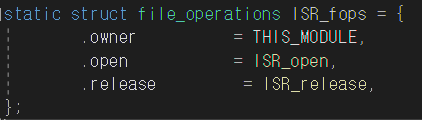 static struct file_operations ISR_fops = {
.owner = THIS_MODULE,
.open = ISR_open,
.release = ISR_release,
};